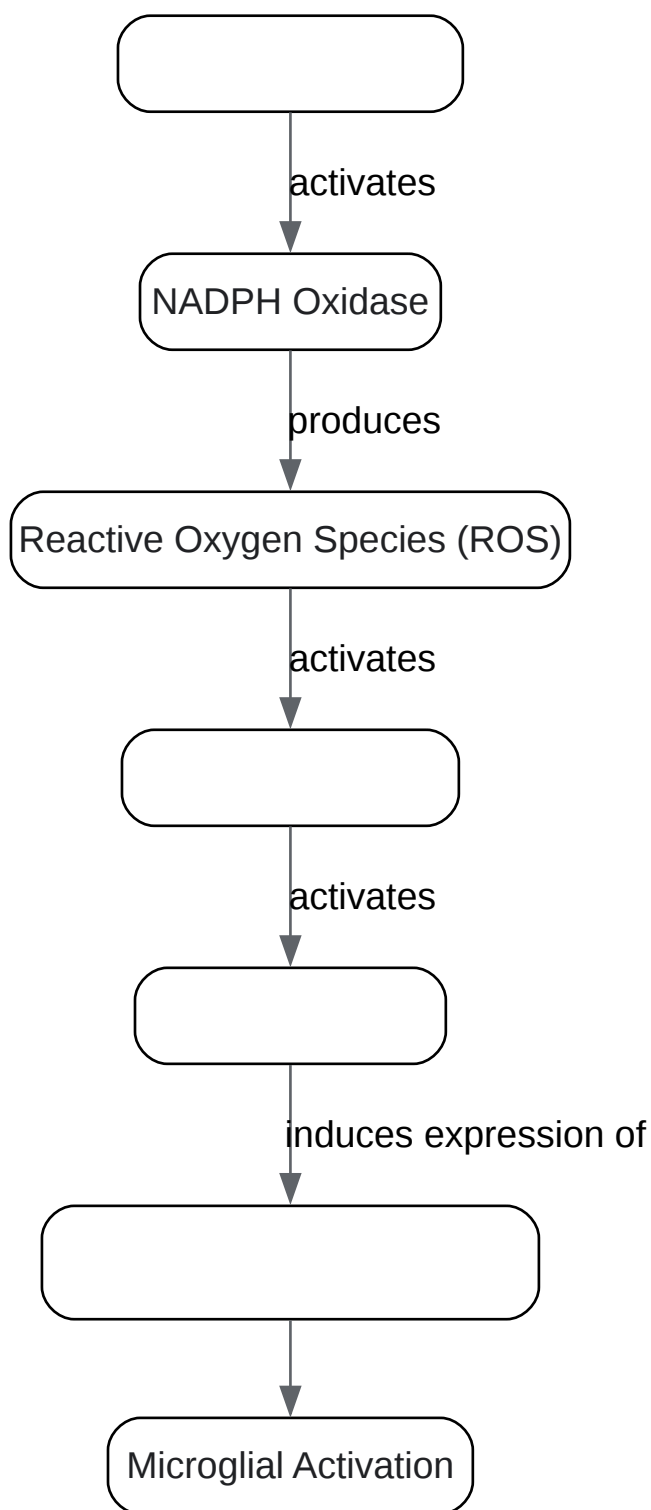 activates
NADPH Oxidase
produces
Reactive Oxygen Species (ROS)
activates
activates
induces expression of
Microglial Activation